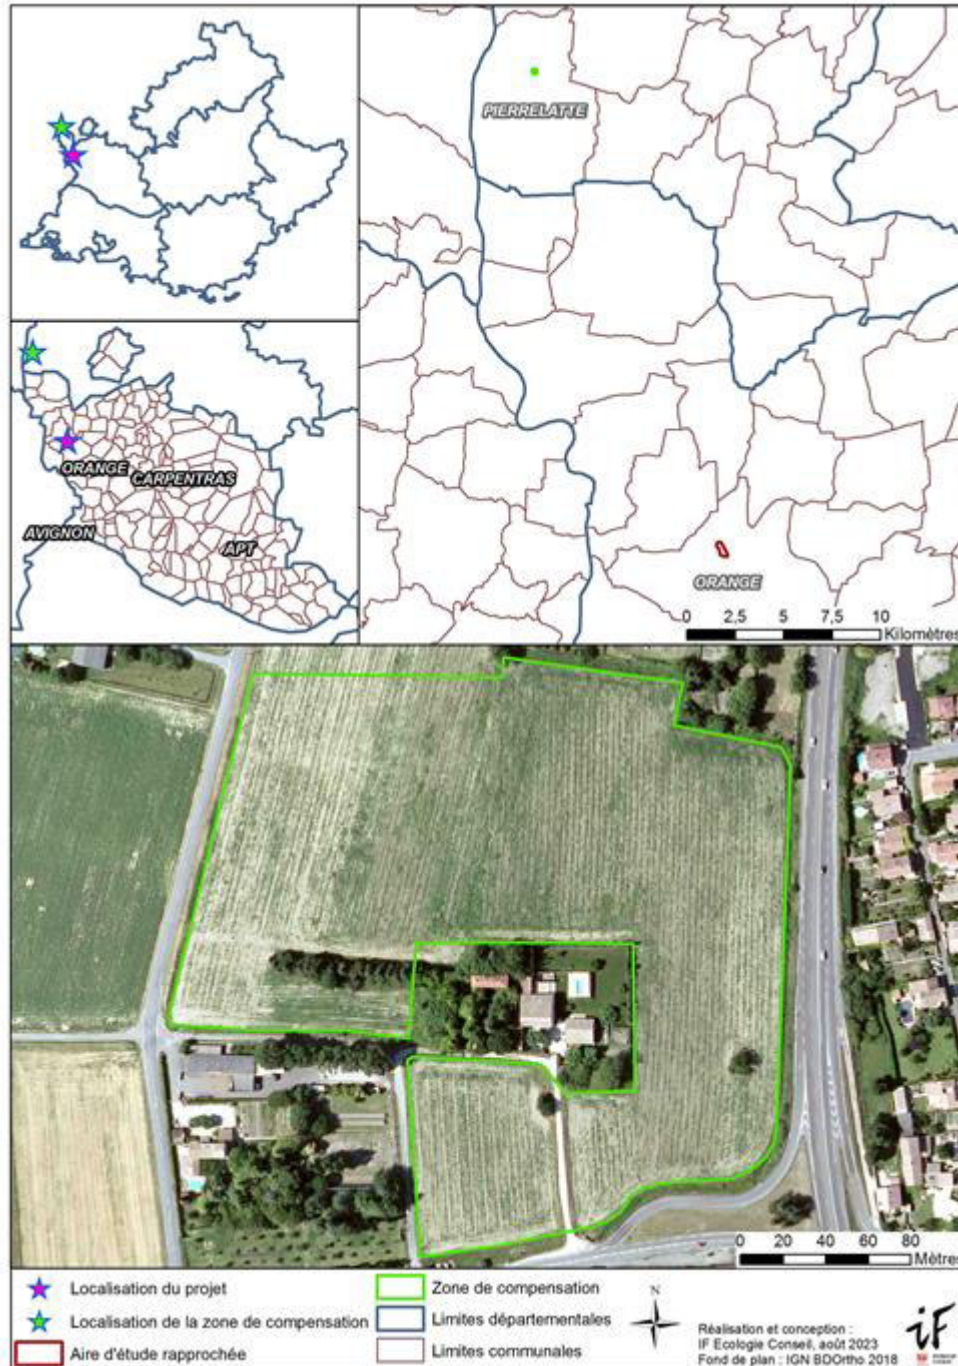 PIERRELATTE
ORANGE
CARPENTRAS
AVIGNON
APT
ORANGE
0 2,5 5 7,5 10
Kilomètres
0 20 40 60 80
Mètres
Localisation du projet
Localisation de la zone de compensation
Aire d'étude rapprochée
Zone de compensation
Limites départementales
Limites communales
N
Réalisation et conception :
IF Ecologie Conseil, août 2023
Fond de plan : IGN BDOrtho 2018
iF